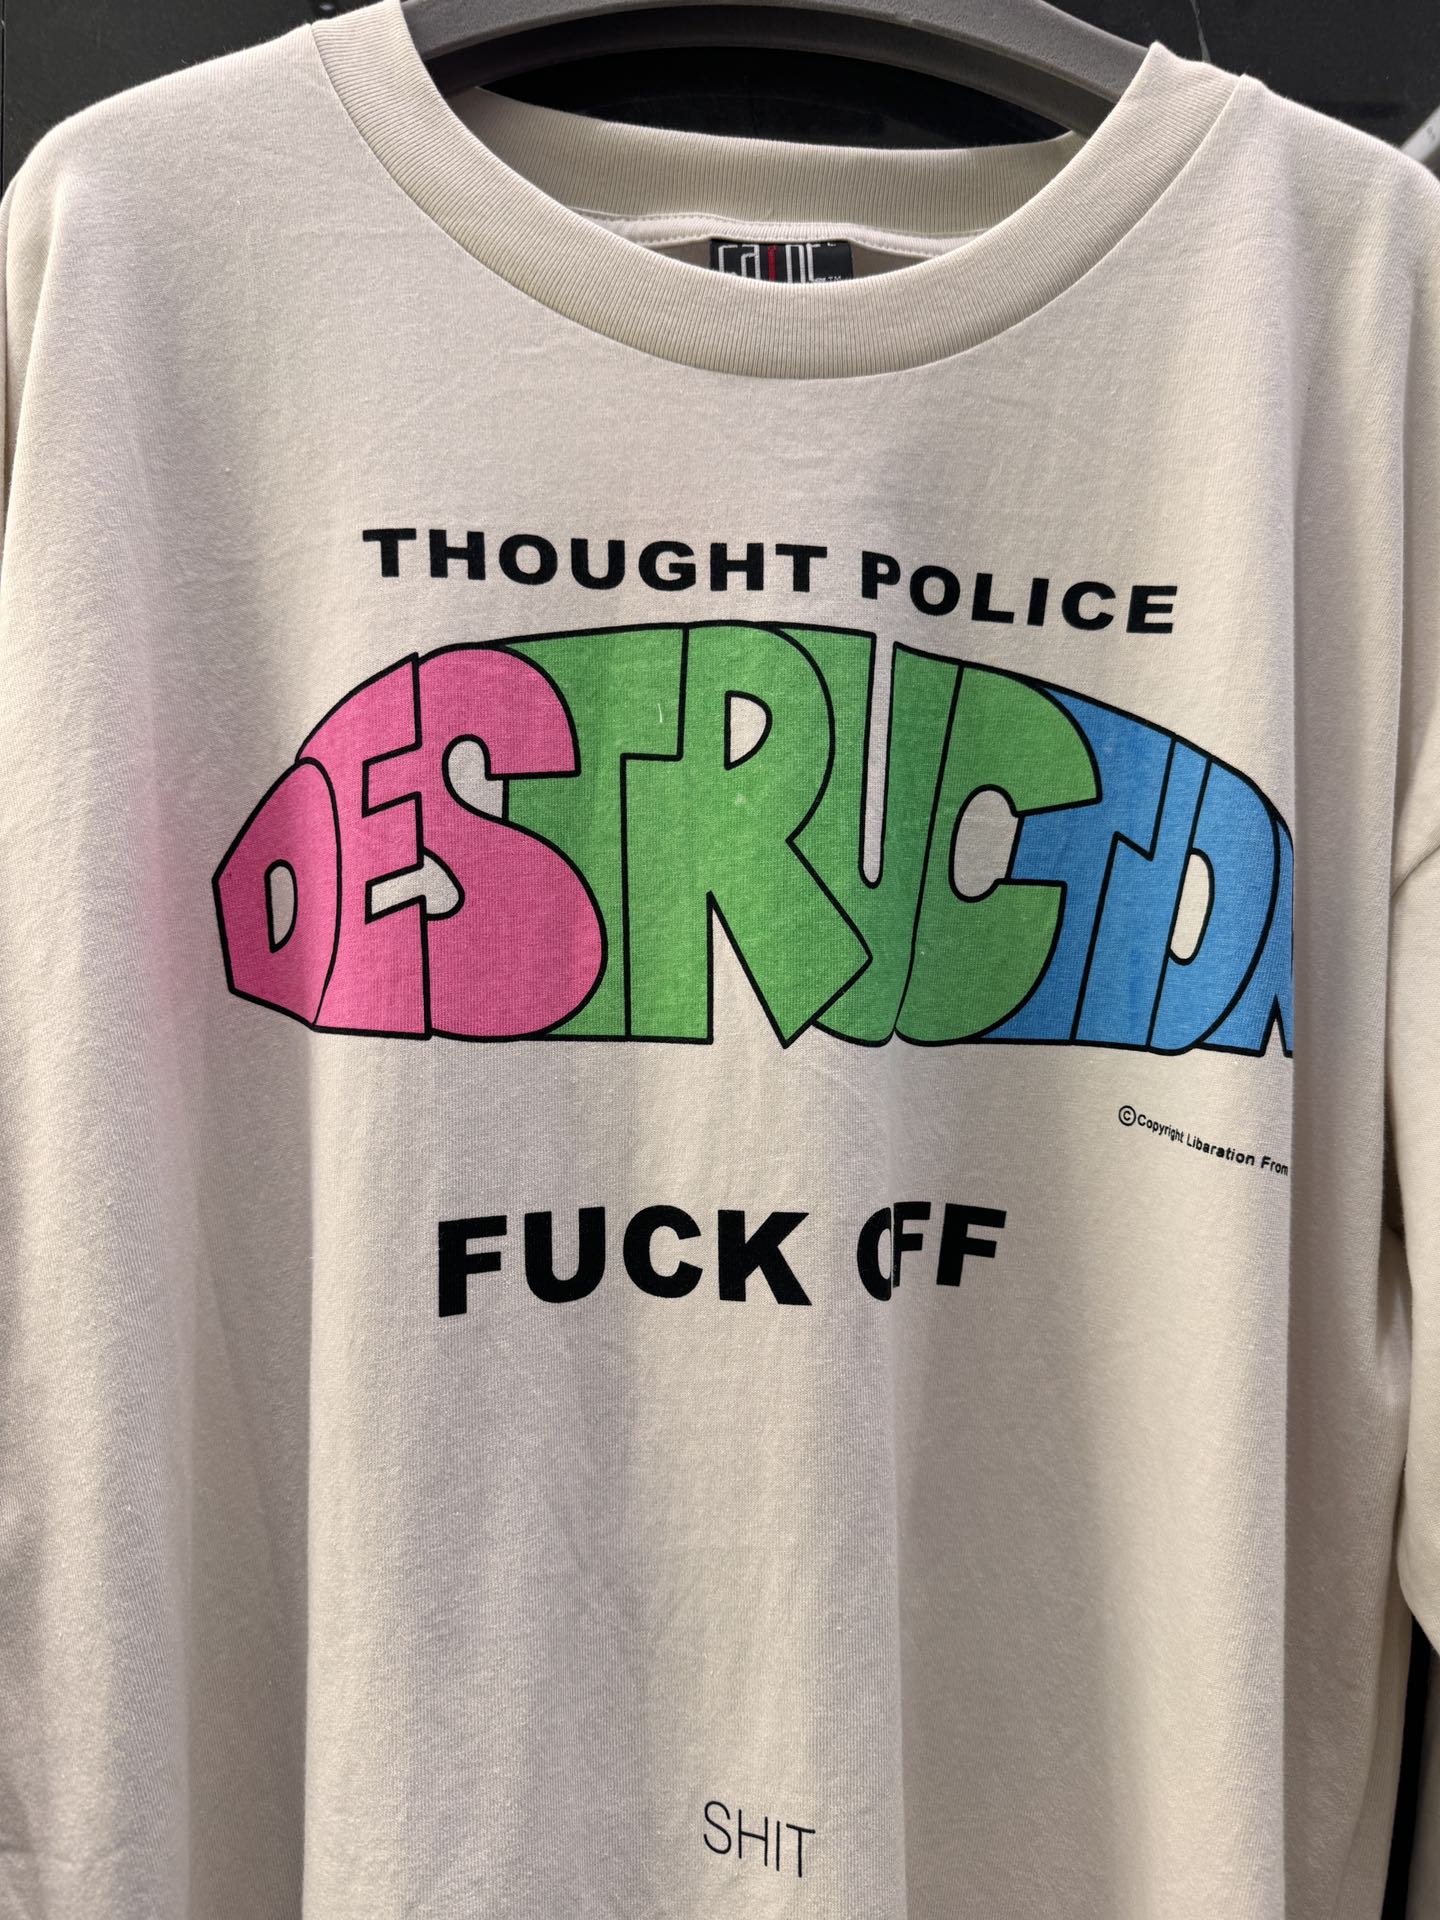 THOUGHT POLICE
DESTRUCTION
©Copyright Libaration From
FUCK OFF
SHIT